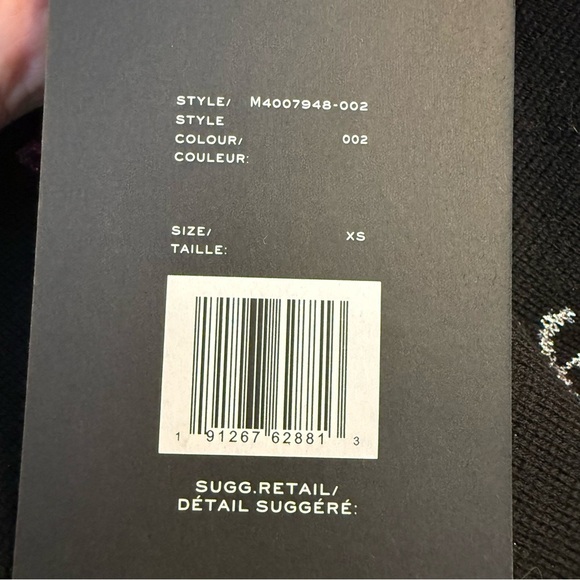 STYLE/ M4007948-002
STYLE
COLOUR/ 002
COULEUR:
SIZE/ XS
TAILLE:
1 91267 62881 3
SUGG.RETAIL/
DÉTAIL SUGGÉRÉ: